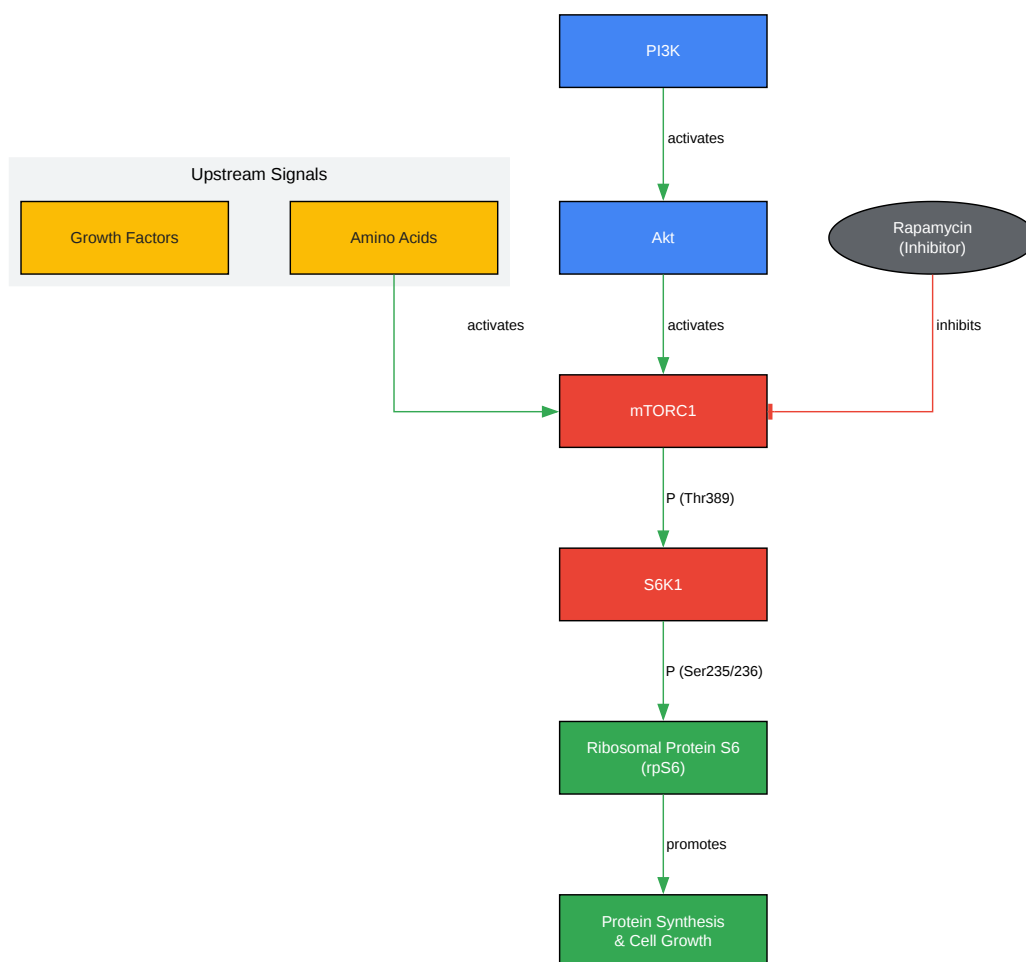 PI3K
activates
Upstream Signals
Growth Factors
Amino Acids
Akt
Rapamycin
(Inhibitor)
activates
activates
inhibits
mTORC1
P (Thr389)
S6K1
P (Ser235/236)
Ribosomal Protein S6
(rpS6)
promotes
Protein Synthesis
& Cell Growth